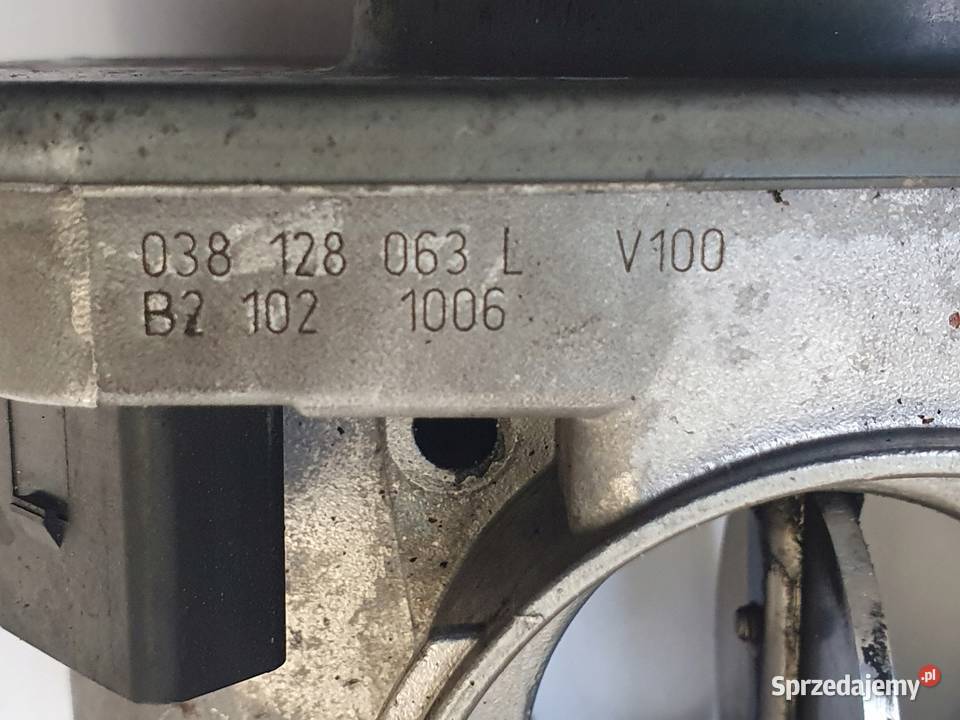 038 128 063 L V100
B2 102 1006
Sprzedajemy.pl